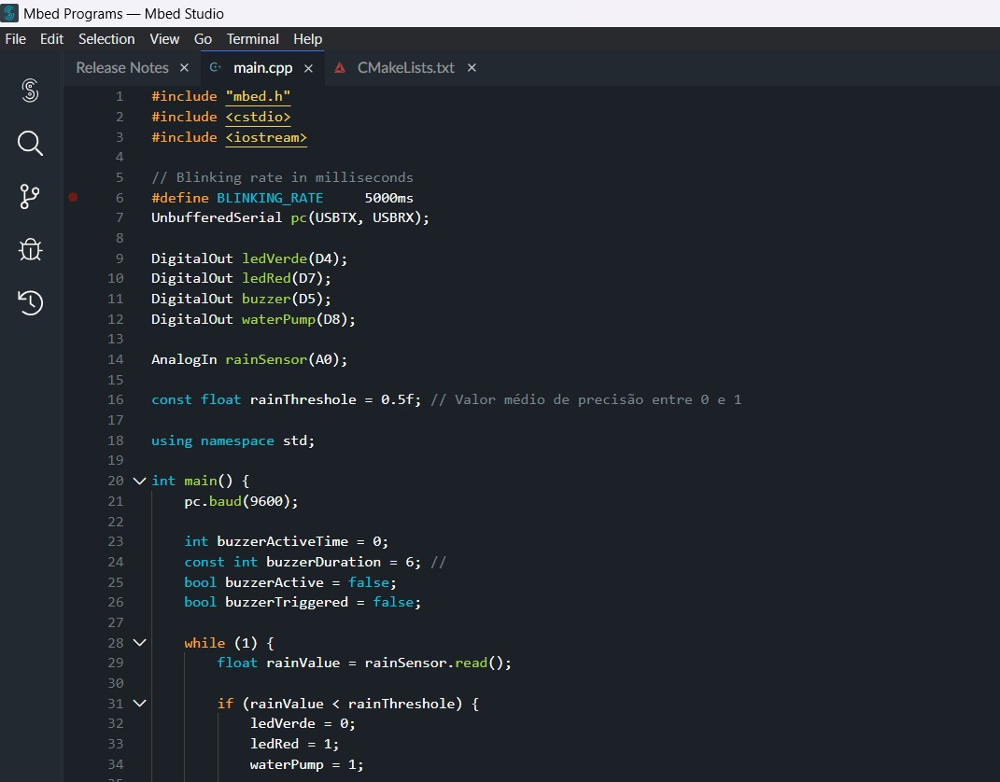 Mbed Programs — Mbed Studio
File Edit Selection View Go Terminal Help
Release Notes × main.cpp × CMakeLists.txt ×
1 #include "mbed.h"
2 #include <cstdio>
3 #include <iostream>
4
5 // Blinking rate in milliseconds
6 #define BLINKING_RATE     5000ms
7 UnbufferedSerial pc(USBTX, USBRX);
8
9 DigitalOut ledVerde(D4);
10 DigitalOut ledRed(D7);
11 DigitalOut buzzer(D5);
12 DigitalOut waterPump(D8);
13
14 AnalogIn rainSensor(A0);
15
16 const float rainThreshole = 0.5f; // Valor médio de precisão entre 0 e 1
17
18 using namespace std;
19
20 int main() {
21     pc.baud(9600);
22
23     int buzzerActiveTime = 0;
24     const int buzzerDuration = 6; //
25     bool buzzerActive = false;
26     bool buzzerTriggered = false;
27
28     while (1) {
29         float rainValue = rainSensor.read();
30
31         if (rainValue < rainThreshole) {
32             ledVerde = 0;
33             ledRed = 1;
34             waterPump = 1;